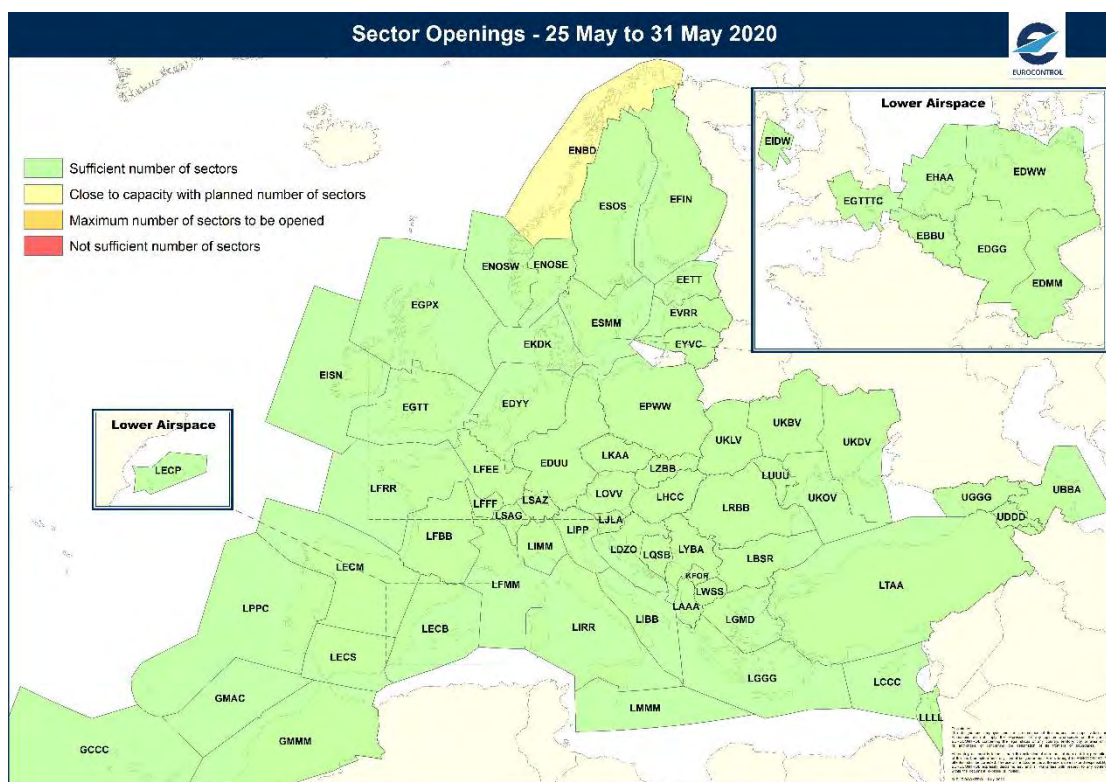 Sector Openings - 25 May to 31 May 2020
EUROCONTROL
Sufficient number of sectors
Close to capacity with planned number of sectors
Maximum number of sectors to be opened
Not sufficient number of sectors
Lower Airspace
EIDW
EHAA
EDWW
EGTTTC
EBBU
EDGG
EDMM
ENBD
ESOS
EFIN
ENOSW
ENOSE
EETT
EGPX
EVRR
ESMM
EKDK
EYVC
EISN
EGTT
EDYY
EPWW
Lower Airspace
LECP
UKLV
UKBV
UKDV
LFEE
EDUU
LKAA
LZBB
LUUU
LFRR
LFFF
LSAZ
LOVV
LHCC
UKOV
LRBB
LSAG
LJLA
UGGG
UBBA
UDDD
LFBB
LIMM
LIPP
LDZO
LQSB
LYBA
LBSR
LECM
LFMM
KFOR
LWSS
LTAA
LPPC
LAAA
LGMD
LECB
LIRR
LIBB
LECS
LGGG
LCCC
GMAC
LMMM
LLLL
GCCC
GMMM